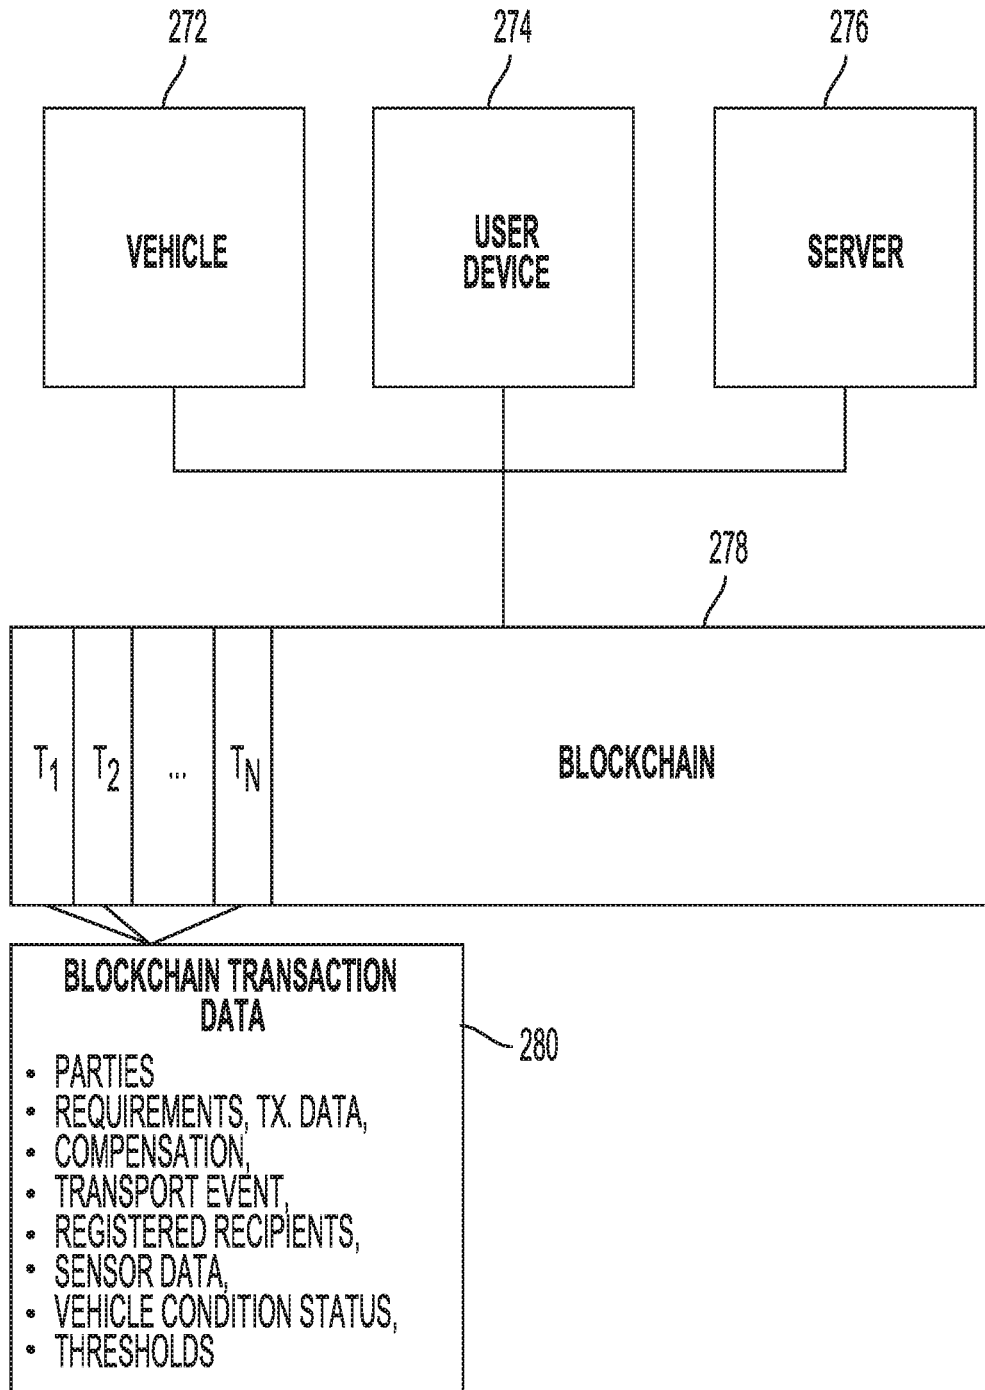 272
274
276
VEHICLE
USER
DEVICE
SERVER
278
T1
T2
...
TN
BLOCKCHAIN
BLOCKCHAIN TRANSACTION
DATA
280
• PARTIES
• REQUIREMENTS, TX. DATA,
• COMPENSATION,
• TRANSPORT EVENT,
• REGISTERED RECIPIENTS,
• SENSOR DATA,
• VEHICLE CONDITION STATUS,
• THRESHOLDS